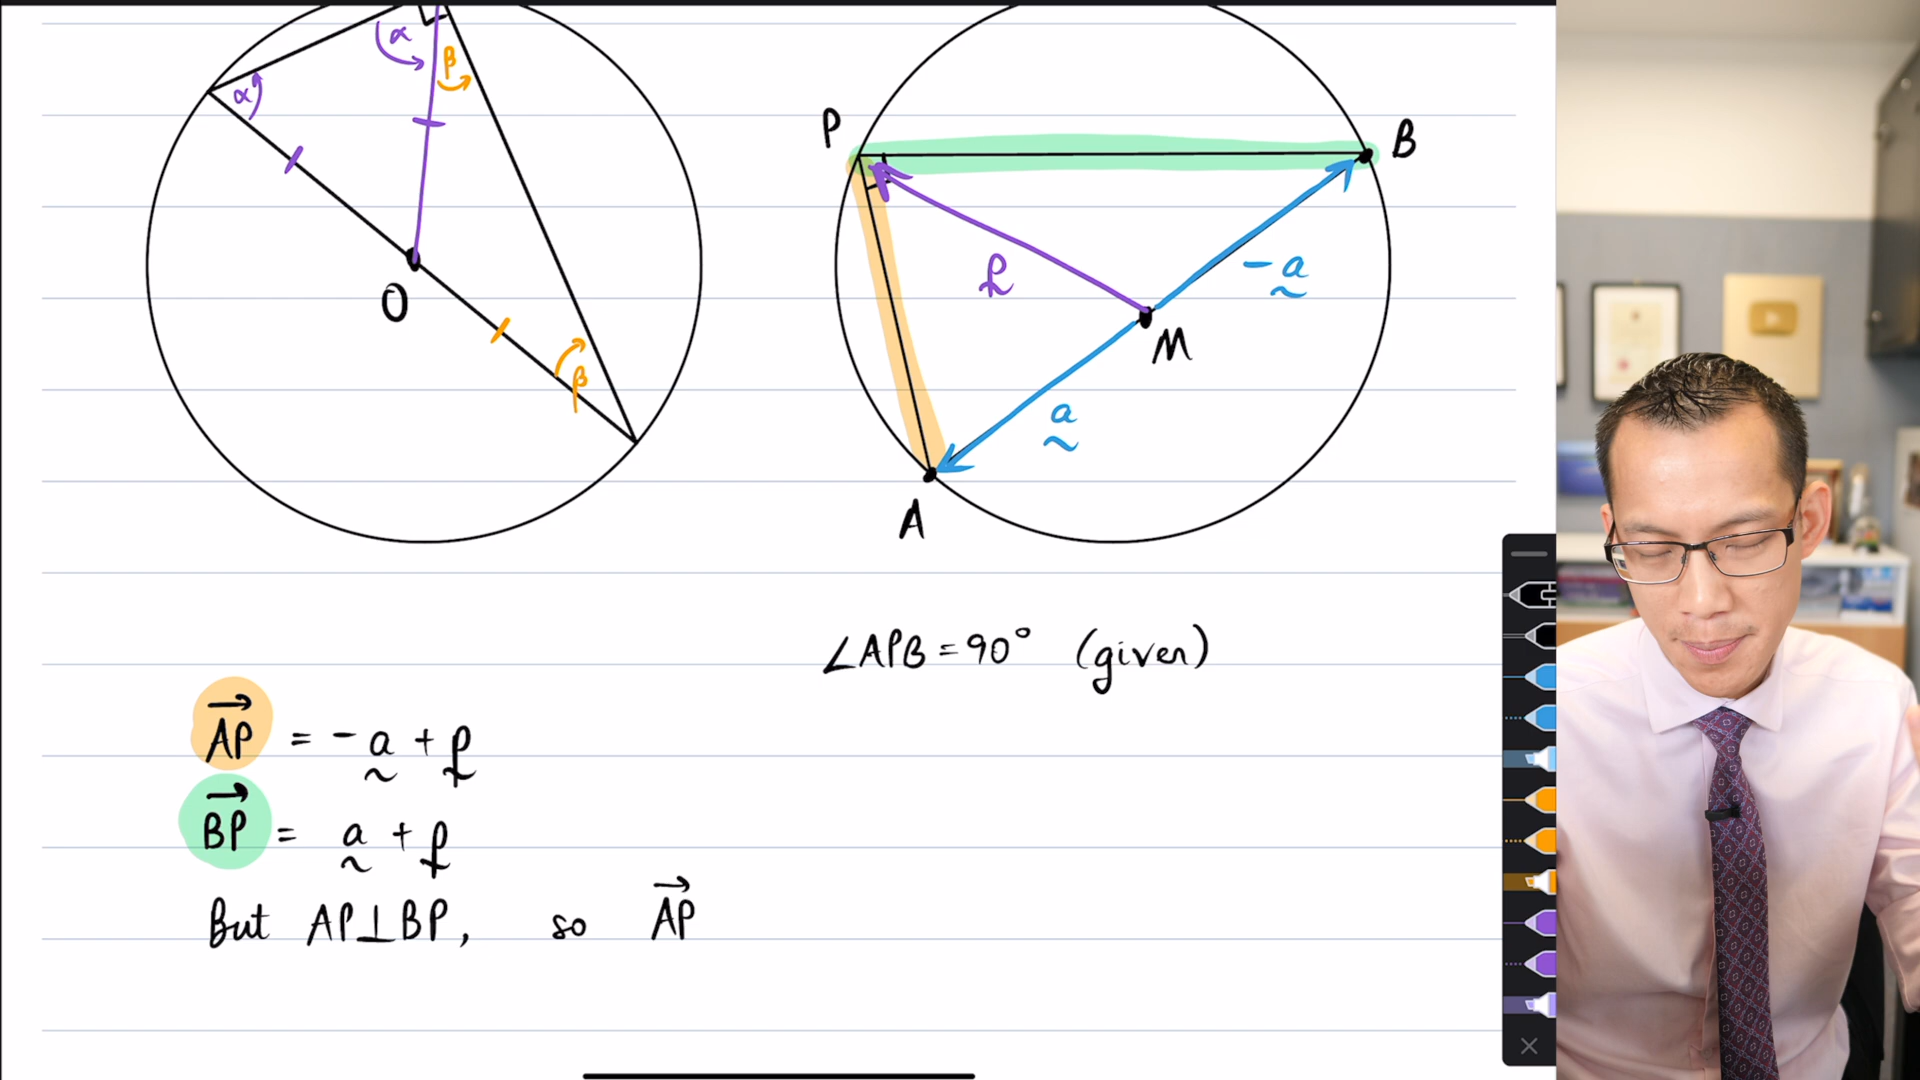 α
β
α
O
β
P
B
p
-a
M
a
A
∠APB = 90° (given)
AP = -a + p
BP = a + p
But AP⊥BP, so AP